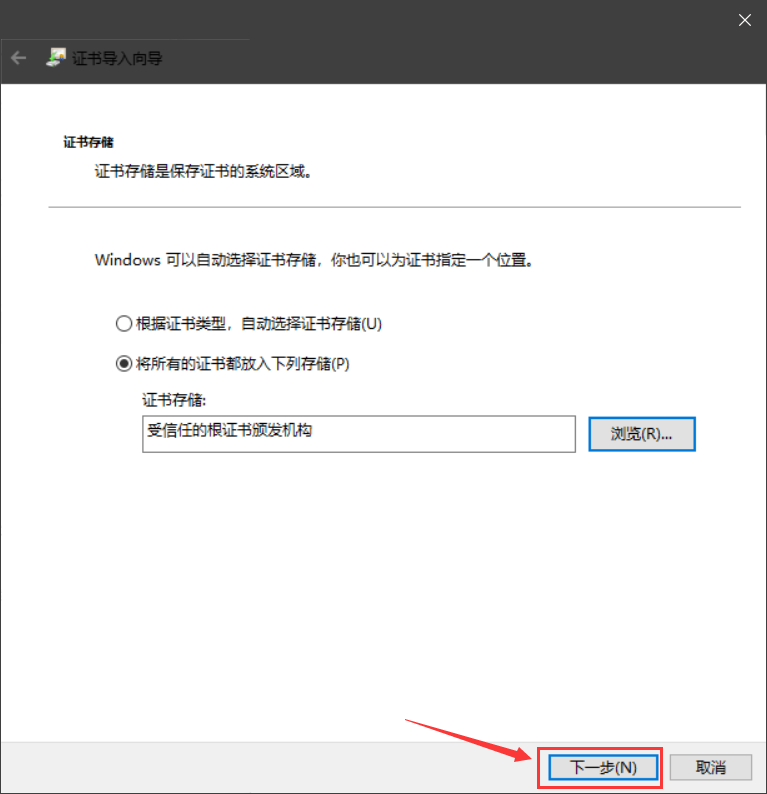 证书导入向导
证书存储
证书存储是保存证书的系统区域。
Windows 可以自动选择证书存储，你也可以为证书指定一个位置。
根据证书类型，自动选择证书存储(U)
将所有的证书都放入下列存储(P)
证书存储:
受信任的根证书颁发机构
浏览(R)...
下一步(N)
取消